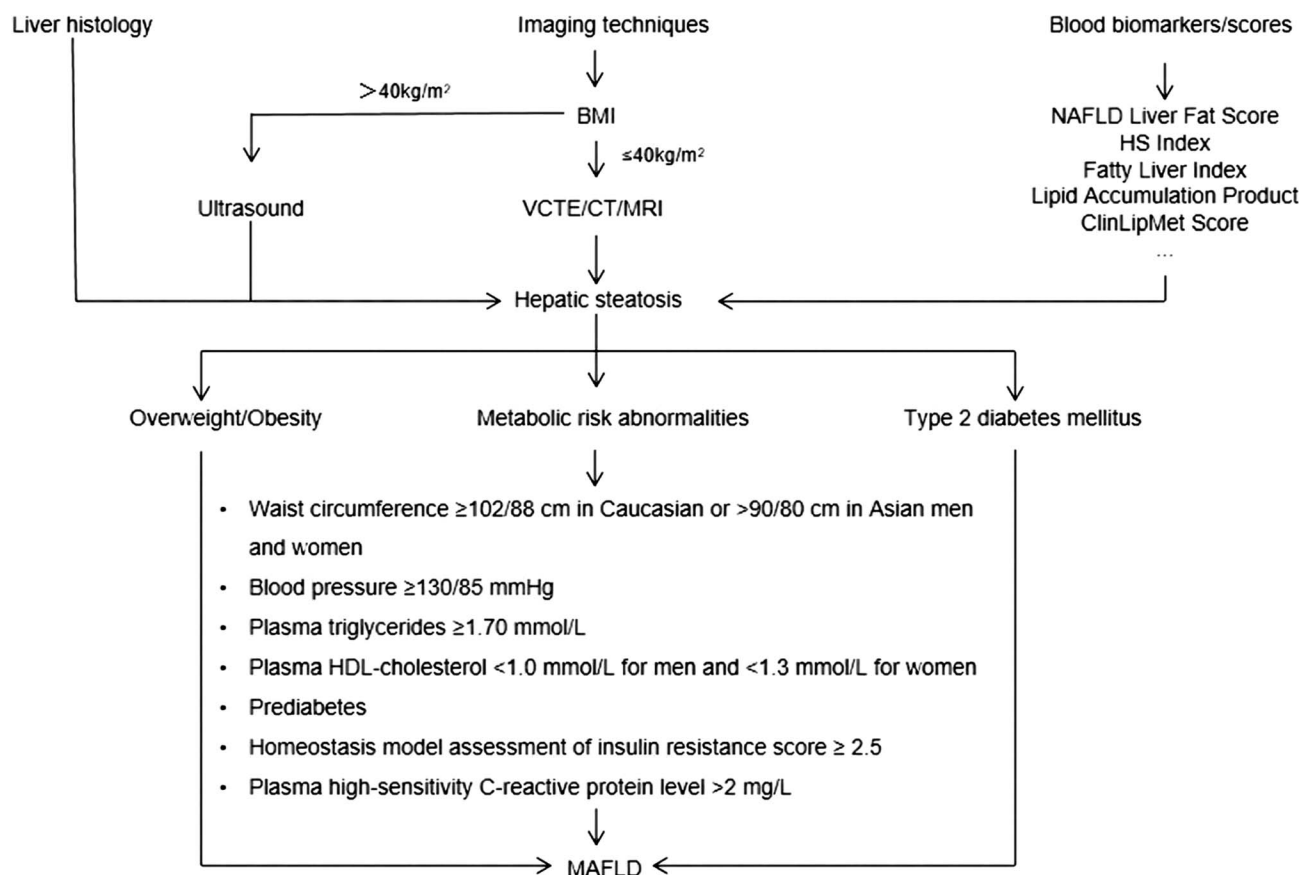 Liver histology
Imaging techniques
Blood biomarkers/scores
>40kg/m²
BMI
≤40kg/m²
NAFLD Liver Fat Score
HS Index
Fatty Liver Index
Lipid Accumulation Product
ClinLipMet Score
...
Ultrasound
VCTE/CT/MRI
Hepatic steatosis
Overweight/Obesity
Metabolic risk abnormalities
Type 2 diabetes mellitus
• Waist circumference ≥102/88 cm in Caucasian or >90/80 cm in Asian men
and women
• Blood pressure ≥130/85 mmHg
• Plasma triglycerides ≥1.70 mmol/L
• Plasma HDL-cholesterol <1.0 mmol/L for men and <1.3 mmol/L for women
• Prediabetes
• Homeostasis model assessment of insulin resistance score ≥ 2.5
• Plasma high-sensitivity C-reactive protein level >2 mg/L
MAFLD